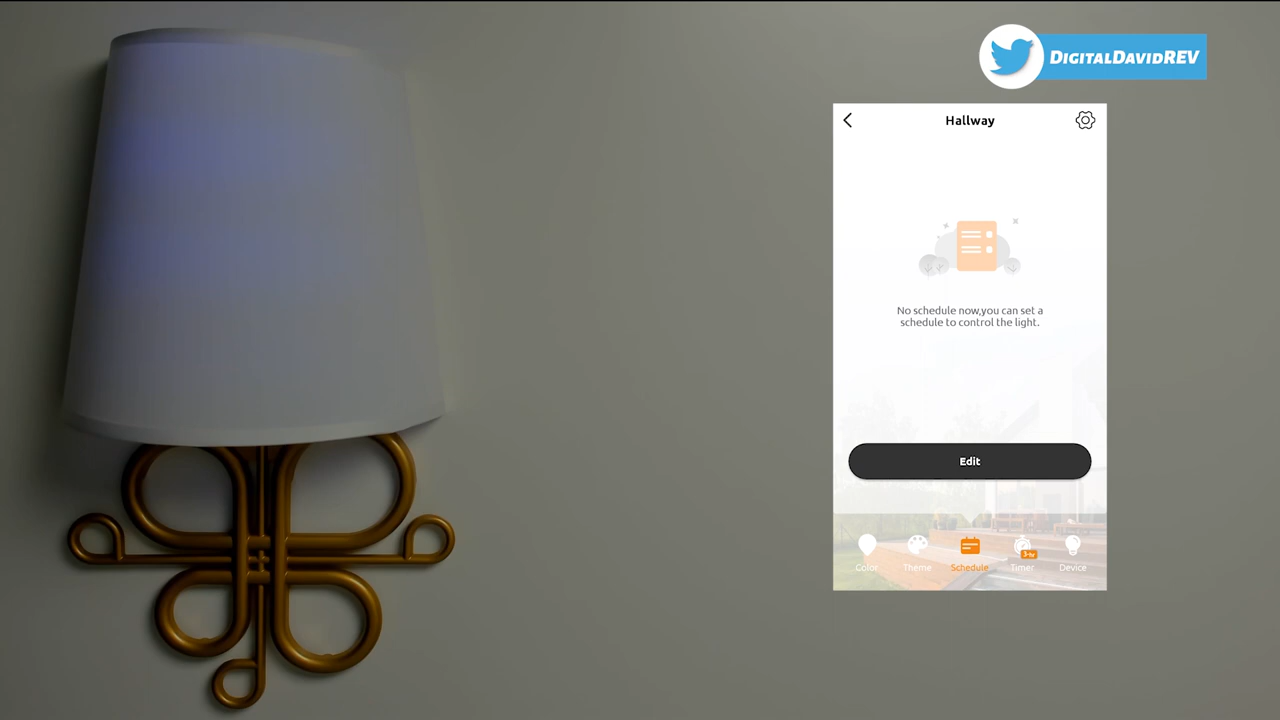 DigitalDavidREV
Hallway
No schedule now,you can set a
schedule to control the light.
Edit
Color
Theme
Schedule
Timer
Device